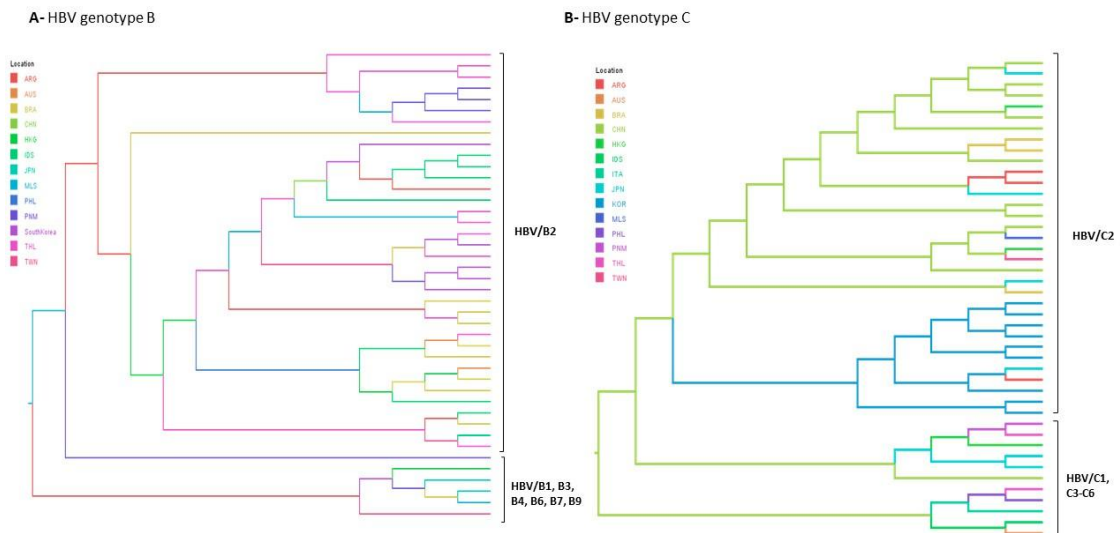 A- HBV genotype B
Location
ARG
AUS
BRA
CHN
HKG
IDS
JPN
MLS
PHL
PNM
SouthKorea
THL
TWN
HBV/B2
HBV/B1, B3,
B4, B6, B7, B9
B- HBV genotype C
Location
ARG
AUS
BRA
CHN
HKG
IDS
ITA
JPN
KOR
MLS
PHL
PNM
THL
TWN
HBV/C2
HBV/C1,
C3-C6